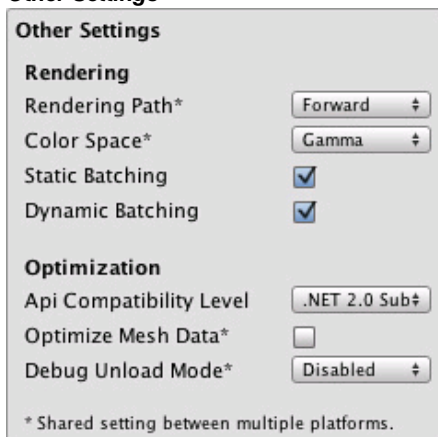 Other Settings
Rendering
Rendering Path* Forward
Color Space* Gamma
Static Batching
Dynamic Batching
Optimization
Api Compatibility Level .NET 2.0 Sub
Optimize Mesh Data*
Debug Unload Mode* Disabled
* Shared setting between multiple platforms.